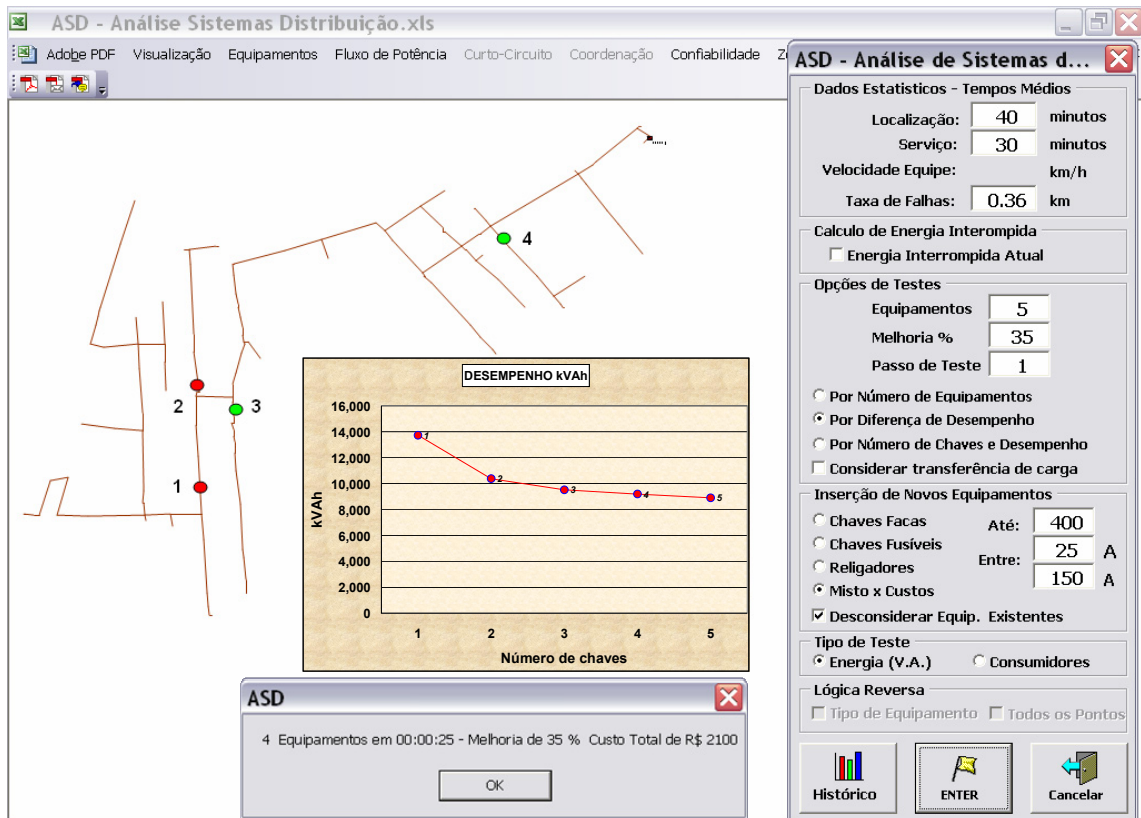 ASD - Análise Sistemas Distribuição.xls
Adobe PDF Visualização Equipamentos Fluxo de Potência Curto-Circuito Coordenação Confiabilidade
4
2
3
1
DESEMPENHO kVAh
kVAh
16,000
14,000
12,000
10,000
8,000
6,000
4,000
2,000
0
1
2
3
4
5
1 2 3 4 5
Número de chaves
ASD
4 Equipamentos em 00:00:25 - Melhoria de 35 % Custo Total de R$ 2100
OK
ASD - Análise de Sistemas d...
Dados Estatisticos - Tempos Médios
Localização: 40 minutos
Serviço: 30 minutos
Velocidade Equipe: km/h
Taxa de Falhas: 0.36 km
Calculo de Energia Interompida
Energia Interrompida Atual
Opções de Testes
Equipamentos 5
Melhoria % 35
Passo de Teste 1
Por Número de Equipamentos
Por Diferença de Desempenho
Por Número de Chaves e Desempenho
Considerar transferência de carga
Inserção de Novos Equipamentos
Chaves Facas Até: 400
Chaves Fusíveis Entre: 25 A
Religadores 150 A
Misto x Custos
Desconsiderar Equip. Existentes
Tipo de Teste
Energia (V.A.) Consumidores
Lógica Reversa
Tipo de Equipamento Todos os Pontos
Histórico ENTER Cancelar